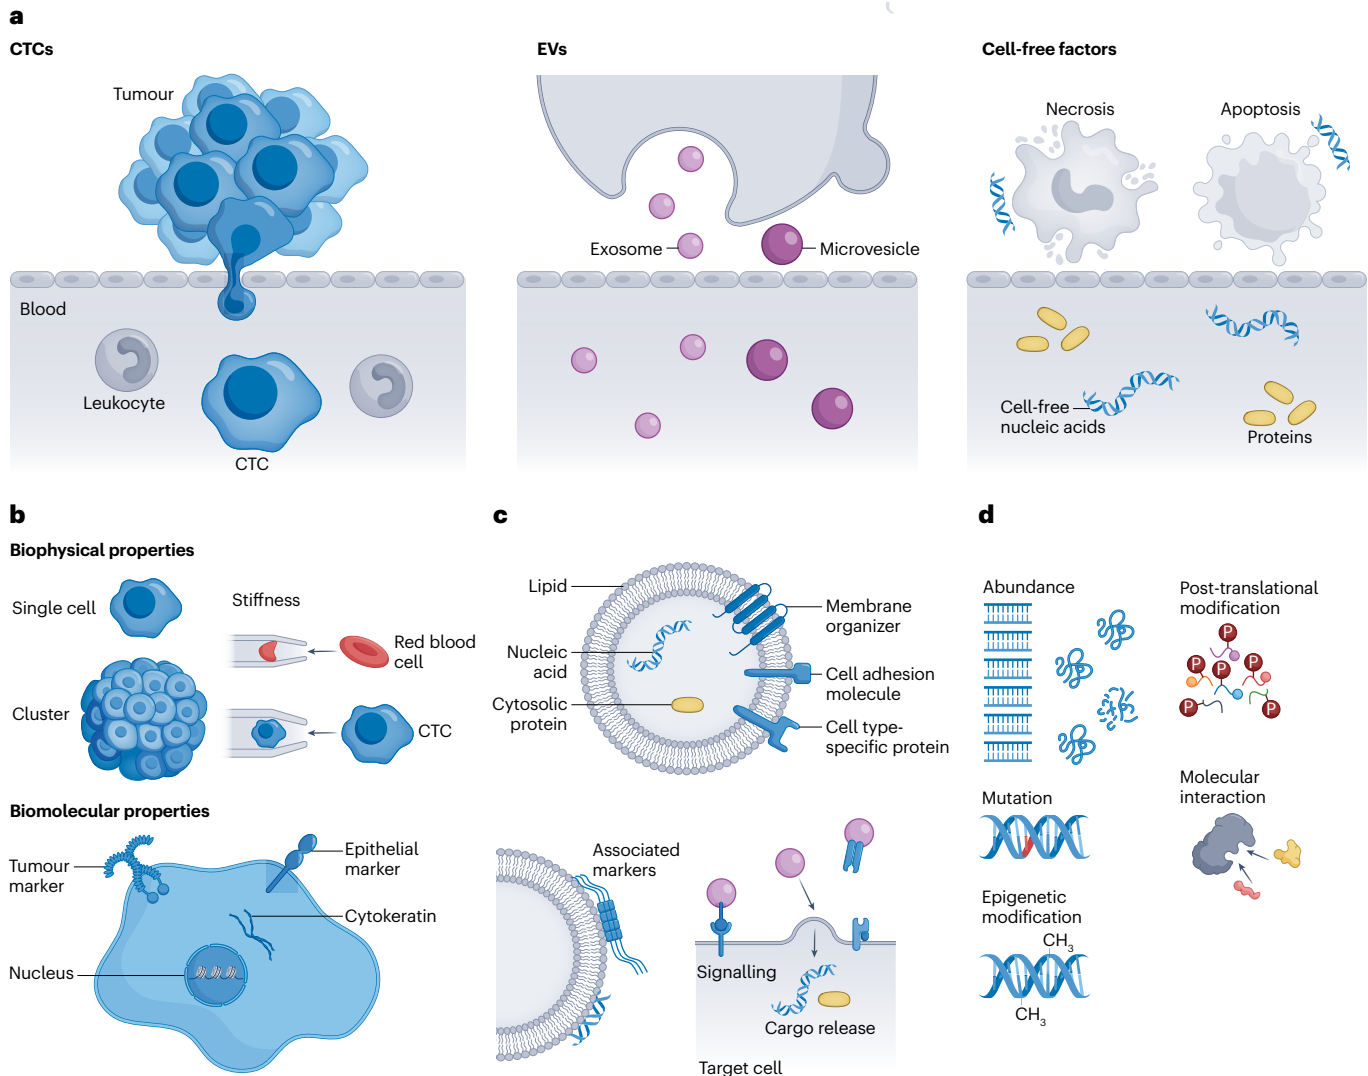 a
CTCs
Tumour
Blood
Leukocyte
CTC
EVs
Exosome
Microvesicle
Cell-free factors
Necrosis
Apoptosis
Cell-free
nucleic acids
Proteins
b
Biophysical properties
Single cell
Cluster
Stiffness
Red blood
cell
CTC
Biomolecular properties
Tumour
marker
Epithelial
marker
Cytokeratin
Nucleus
c
Lipid
Nucleic
acid
Cytosolic
protein
Membrane
organizer
Cell adhesion
molecule
Cell type-
specific protein
Associated
markers
Signalling
Cargo release
Target cell
d
Abundance
Mutation
Epigenetic
modification
CH3
CH3
Post-translational
modification
P
P
P
P
P
P
Molecular
interaction